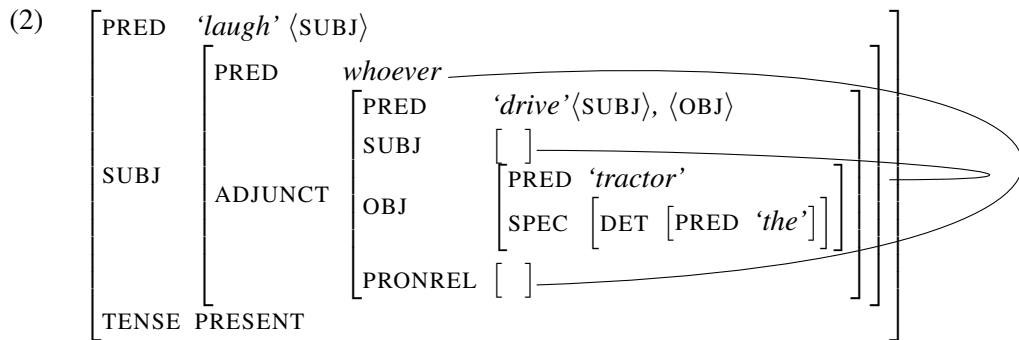 (2) PRED ‘laugh’ ⟨SUBJ⟩
PRED whoever
PRED ‘drive’⟨SUBJ⟩, ⟨OBJ⟩
SUBJ [ ]
SUBJ
PRED ‘tractor’
ADJUNCT
OBJ
SPEC [DET [PRED ‘the’]]
PRONREL [ ]
TENSE PRESENT